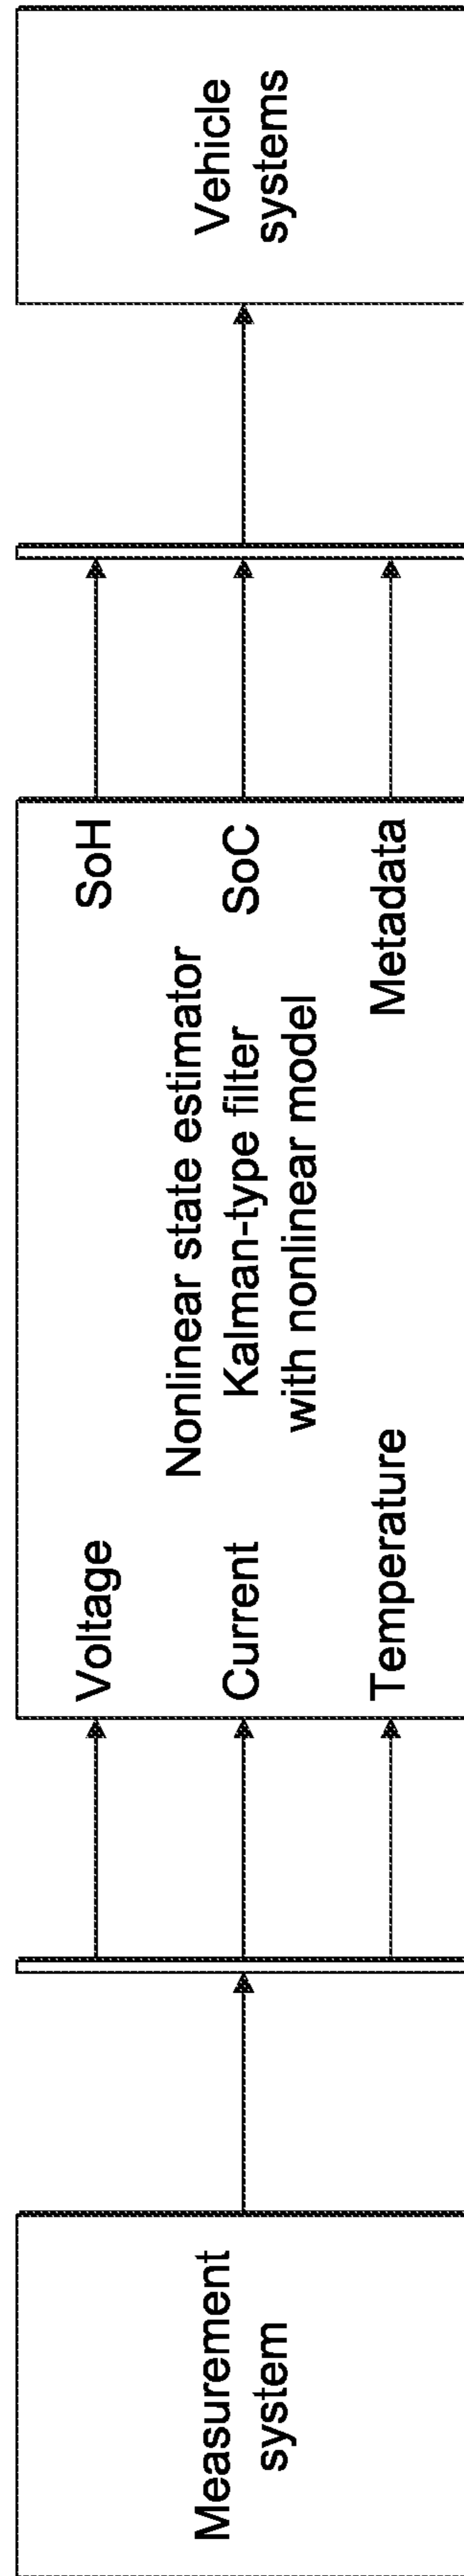 Measurement
system
Voltage
Current
Temperature
Nonlinear state estimator
Kalman-type filter
with nonlinear model
SoH
SoC
Metadata
Vehicle
systems